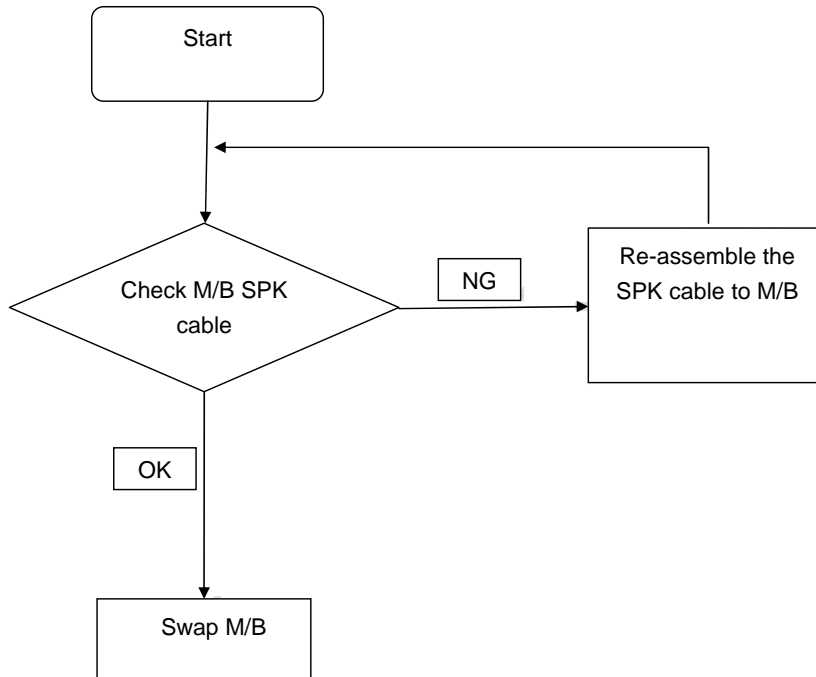 Start
Check M/B SPK
cable
NG
Re-assemble the
SPK cable to M/B
OK
Swap M/B